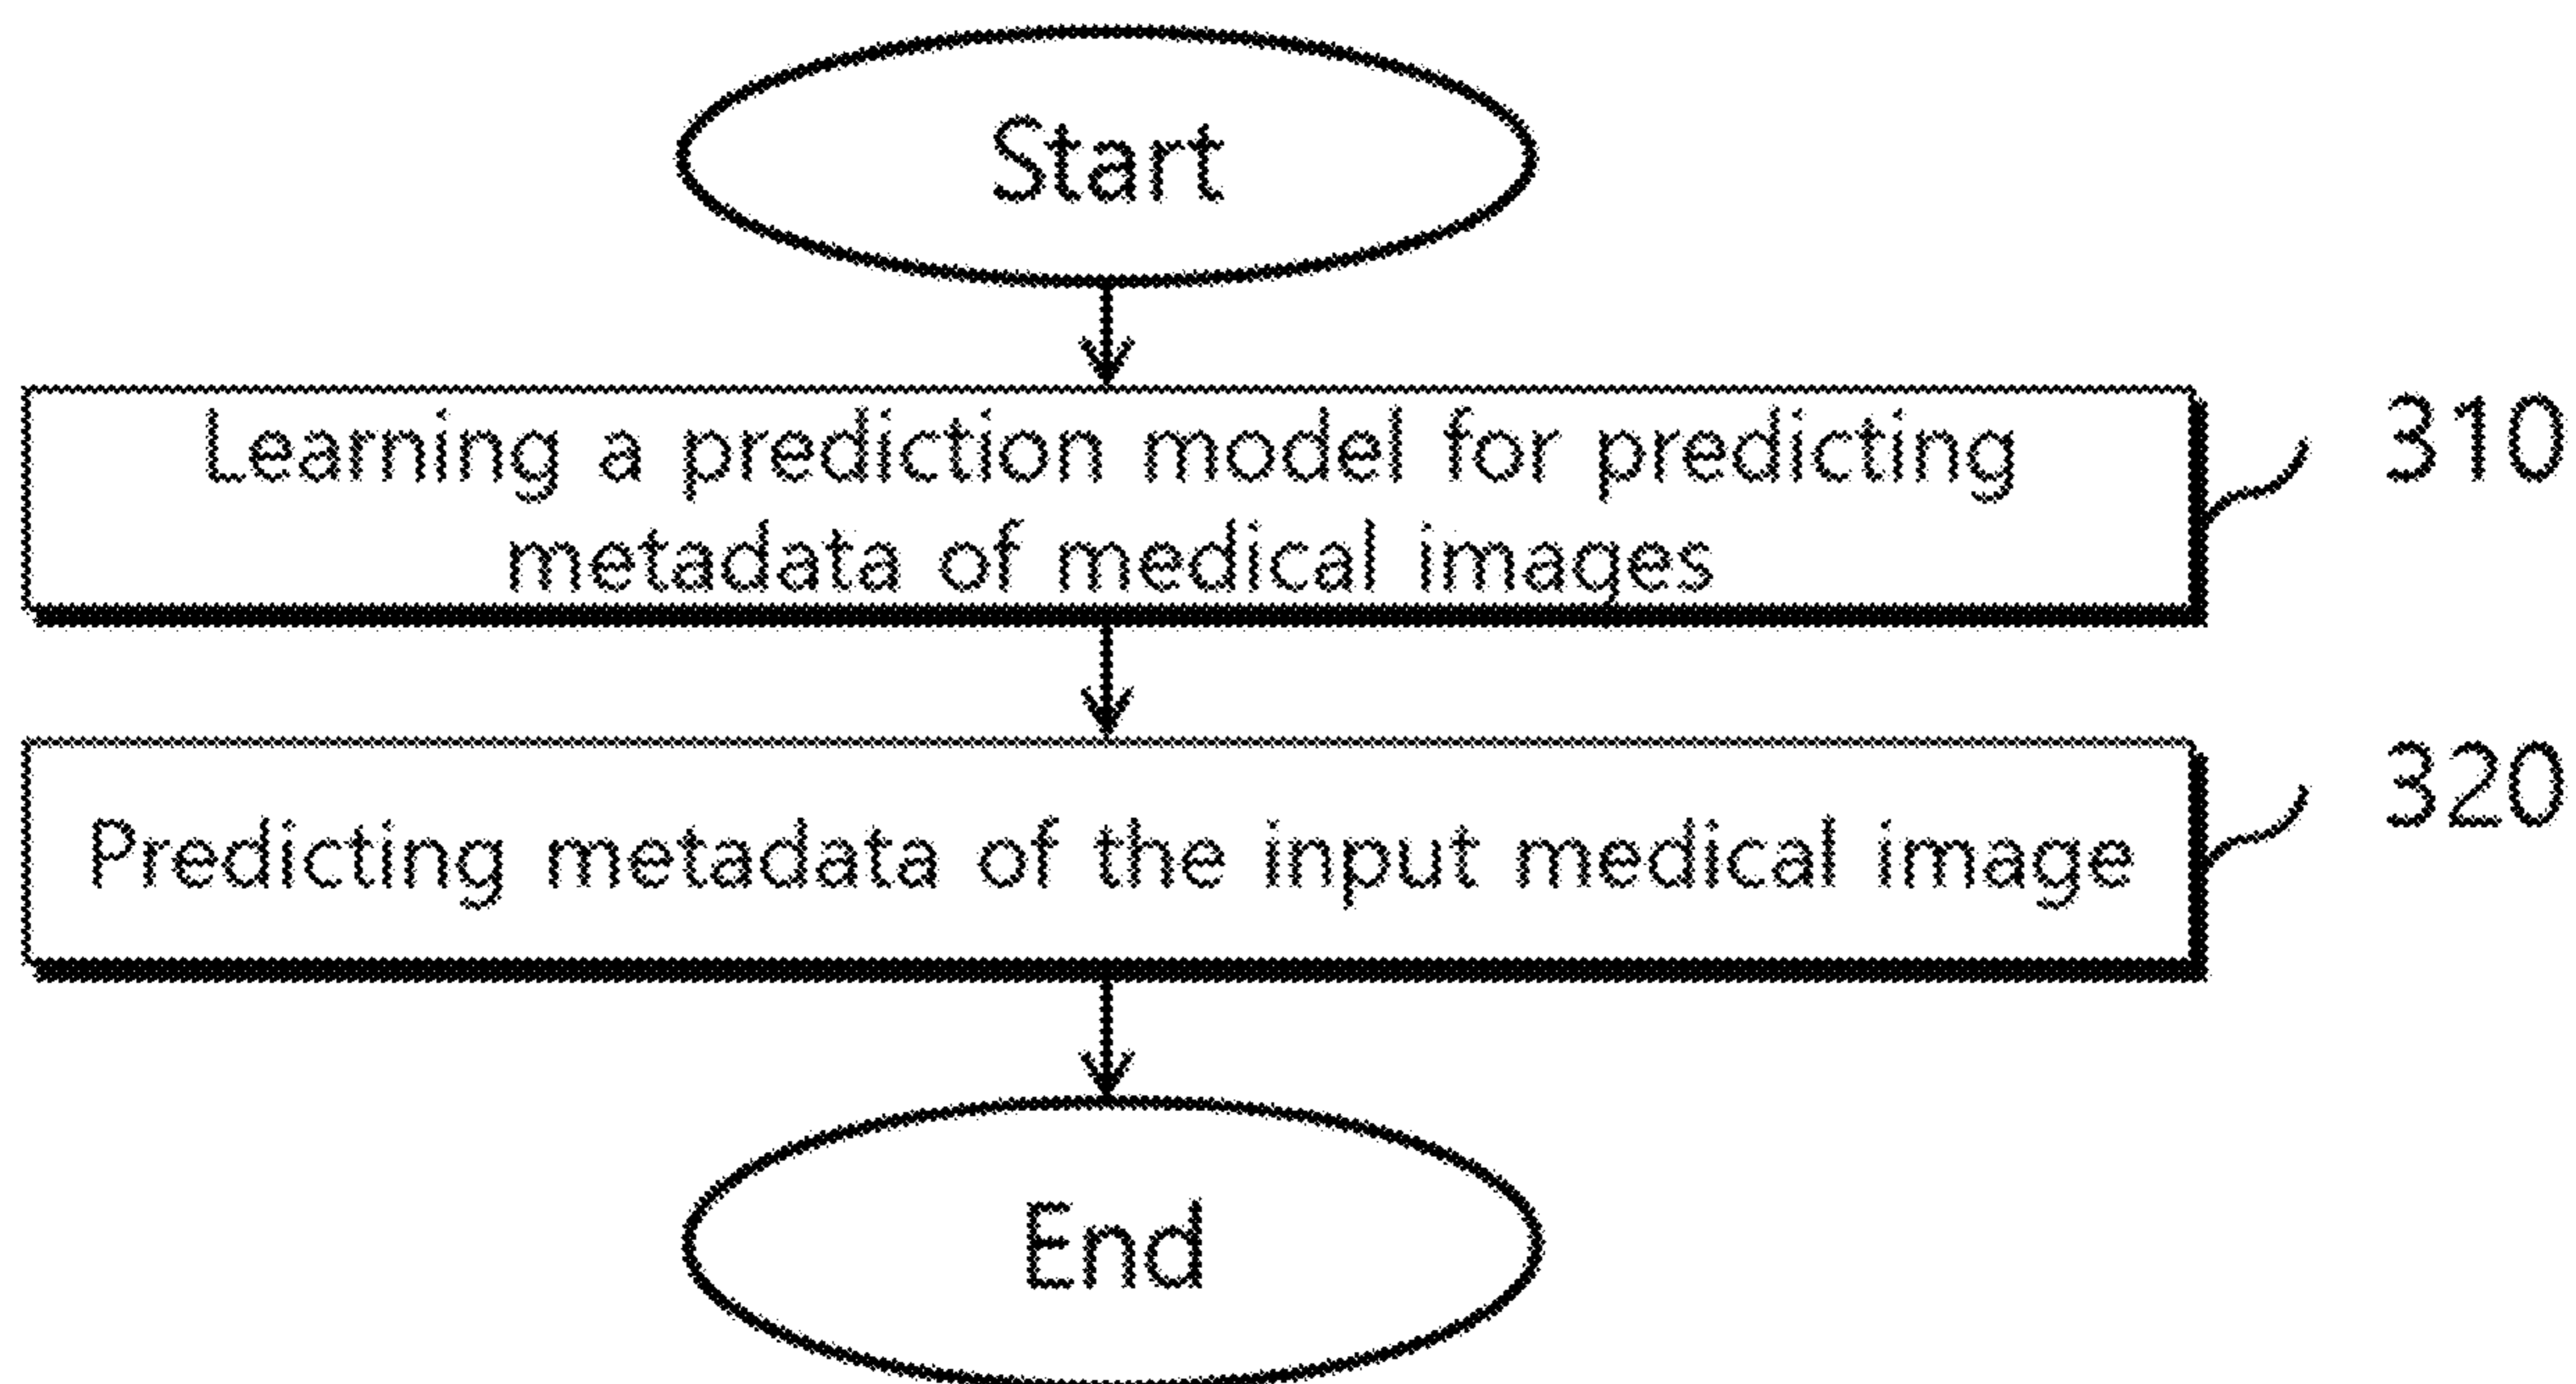 Start
Learning a prediction model for predicting
metadata of medical images
310
Predicting metadata of the input medical image
320
End